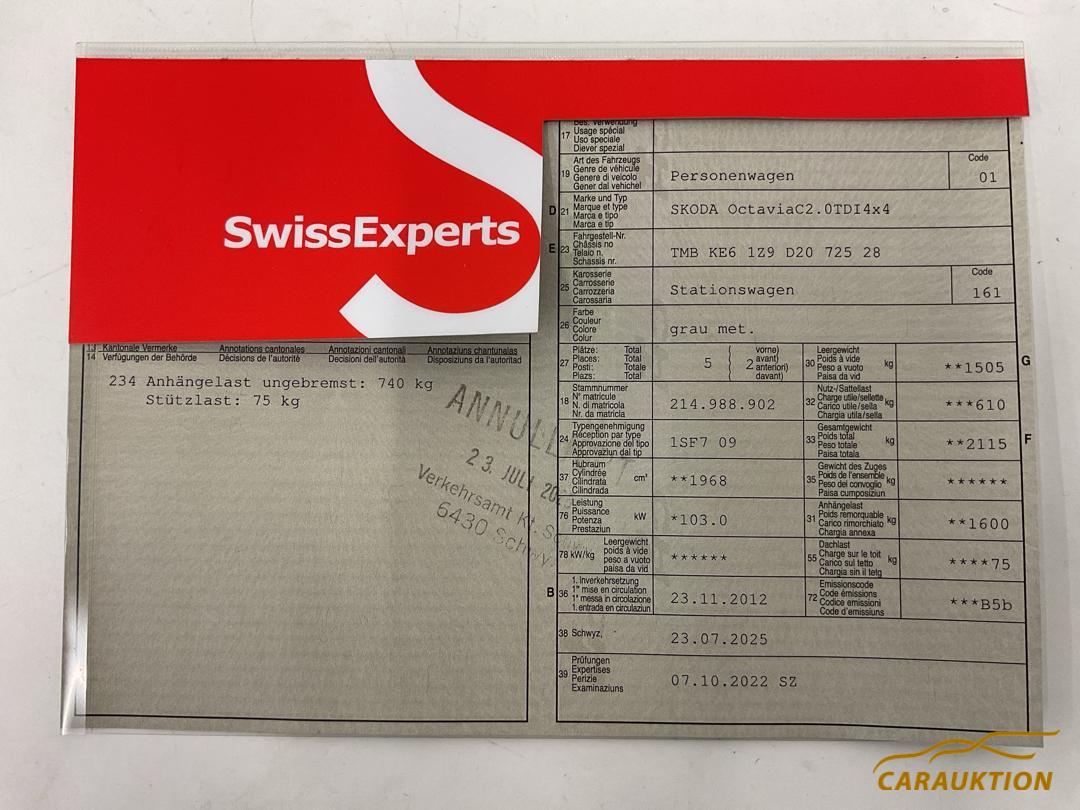 SwissExperts
13 Kantonale Vermerke Annotations cantonales Annotazioni cantonali Annotaziuns chantunalas
14 Verfügungen der Behörde Décisions de l'autorité Decisioni dell'autorità Disposiziuns da l'autoritad
234 Anhängelast ungebremst: 740 kg
Stützlast: 75 kg
23. JULI
Verkehrsamt Kt.
6430 Schwyz
Bes. Verwendung
17 Usage spécial
Uso speciale
Diever spezial
Art des Fahrzeugs
19 Genre de véhicule
Genere di veicolo
Gener dal vehichel
Personenwagen
Code
01
D 21 Marke und Typ
Marque et type
Marca e tipo
Marca e tip
SKODA OctaviaC2.0TDI4x4
E 23 Fahrgestell-Nr.
Châssis no
Telaio n.
Schassis nr.
TMB KE6 1Z9 D20 725 28
25 Karosserie
Carrosserie
Carrozzeria
Carossaria
Stationswagen
Code
161
26 Farbe
Couleur
Colore
Colur
grau met.
27 Plätze: Total
Places: Total
Posti: Totale
Plazs: Total
5 ( 2 vorne)
avant)
anteriori)
davant)
30 Leergewicht
Poids à vide
Peso a vuoto
Paisa da vid
kg
**1505 G
18 Stammnummer
N° matricule
N. di matricola
Nr. da matricla
214.988.902
32 Nutz-/Sattellast
Charge utile/sellette
Carico utile/sella
Chargia utila/sella
kg
***610
24 Typengenehmigung
Réception par type
Approvazione del tipo
Approvaziun dal tip
1SF7 09
33 Gesamtgewicht
Poids total
Peso totale
Paisa totala
kg
**2115 F
37 Hubraum
Cylindrée
Cilindrata
Cilindrada
cm³
**1968
35 Gewicht des Zuges
Poids de l'ensemble
Peso del convoglio
Paisa cumposiziun
kg
******
76 Leistung
Puissance
Potenza
Prestaziun
kW
*103.0
31 Anhängelast
Poids remorquable
Carico rimorchiato
Chargia annexa
kg
**1600
78 kW/kg Leergewicht
poids à vide
peso a vuoto
paisa da vid
******
55 Dachlast
Charge sur le toit
Carico sul tetto
Chargia sin il tetg
kg
****75
B 36 1. Inverkehrsetzung
1re mise en circulation
1a messa in circolazione
1. entrada en circulaziun
23.11.2012
72 Emissionscode
Code émissions
Codice emissioni
Code d'emissiuns
***B5b
38 Schwyz,
23.07.2025
39 Prüfungen
Expertises
Perizie
Examinaziuns
07.10.2022 SZ
CARAUKTION